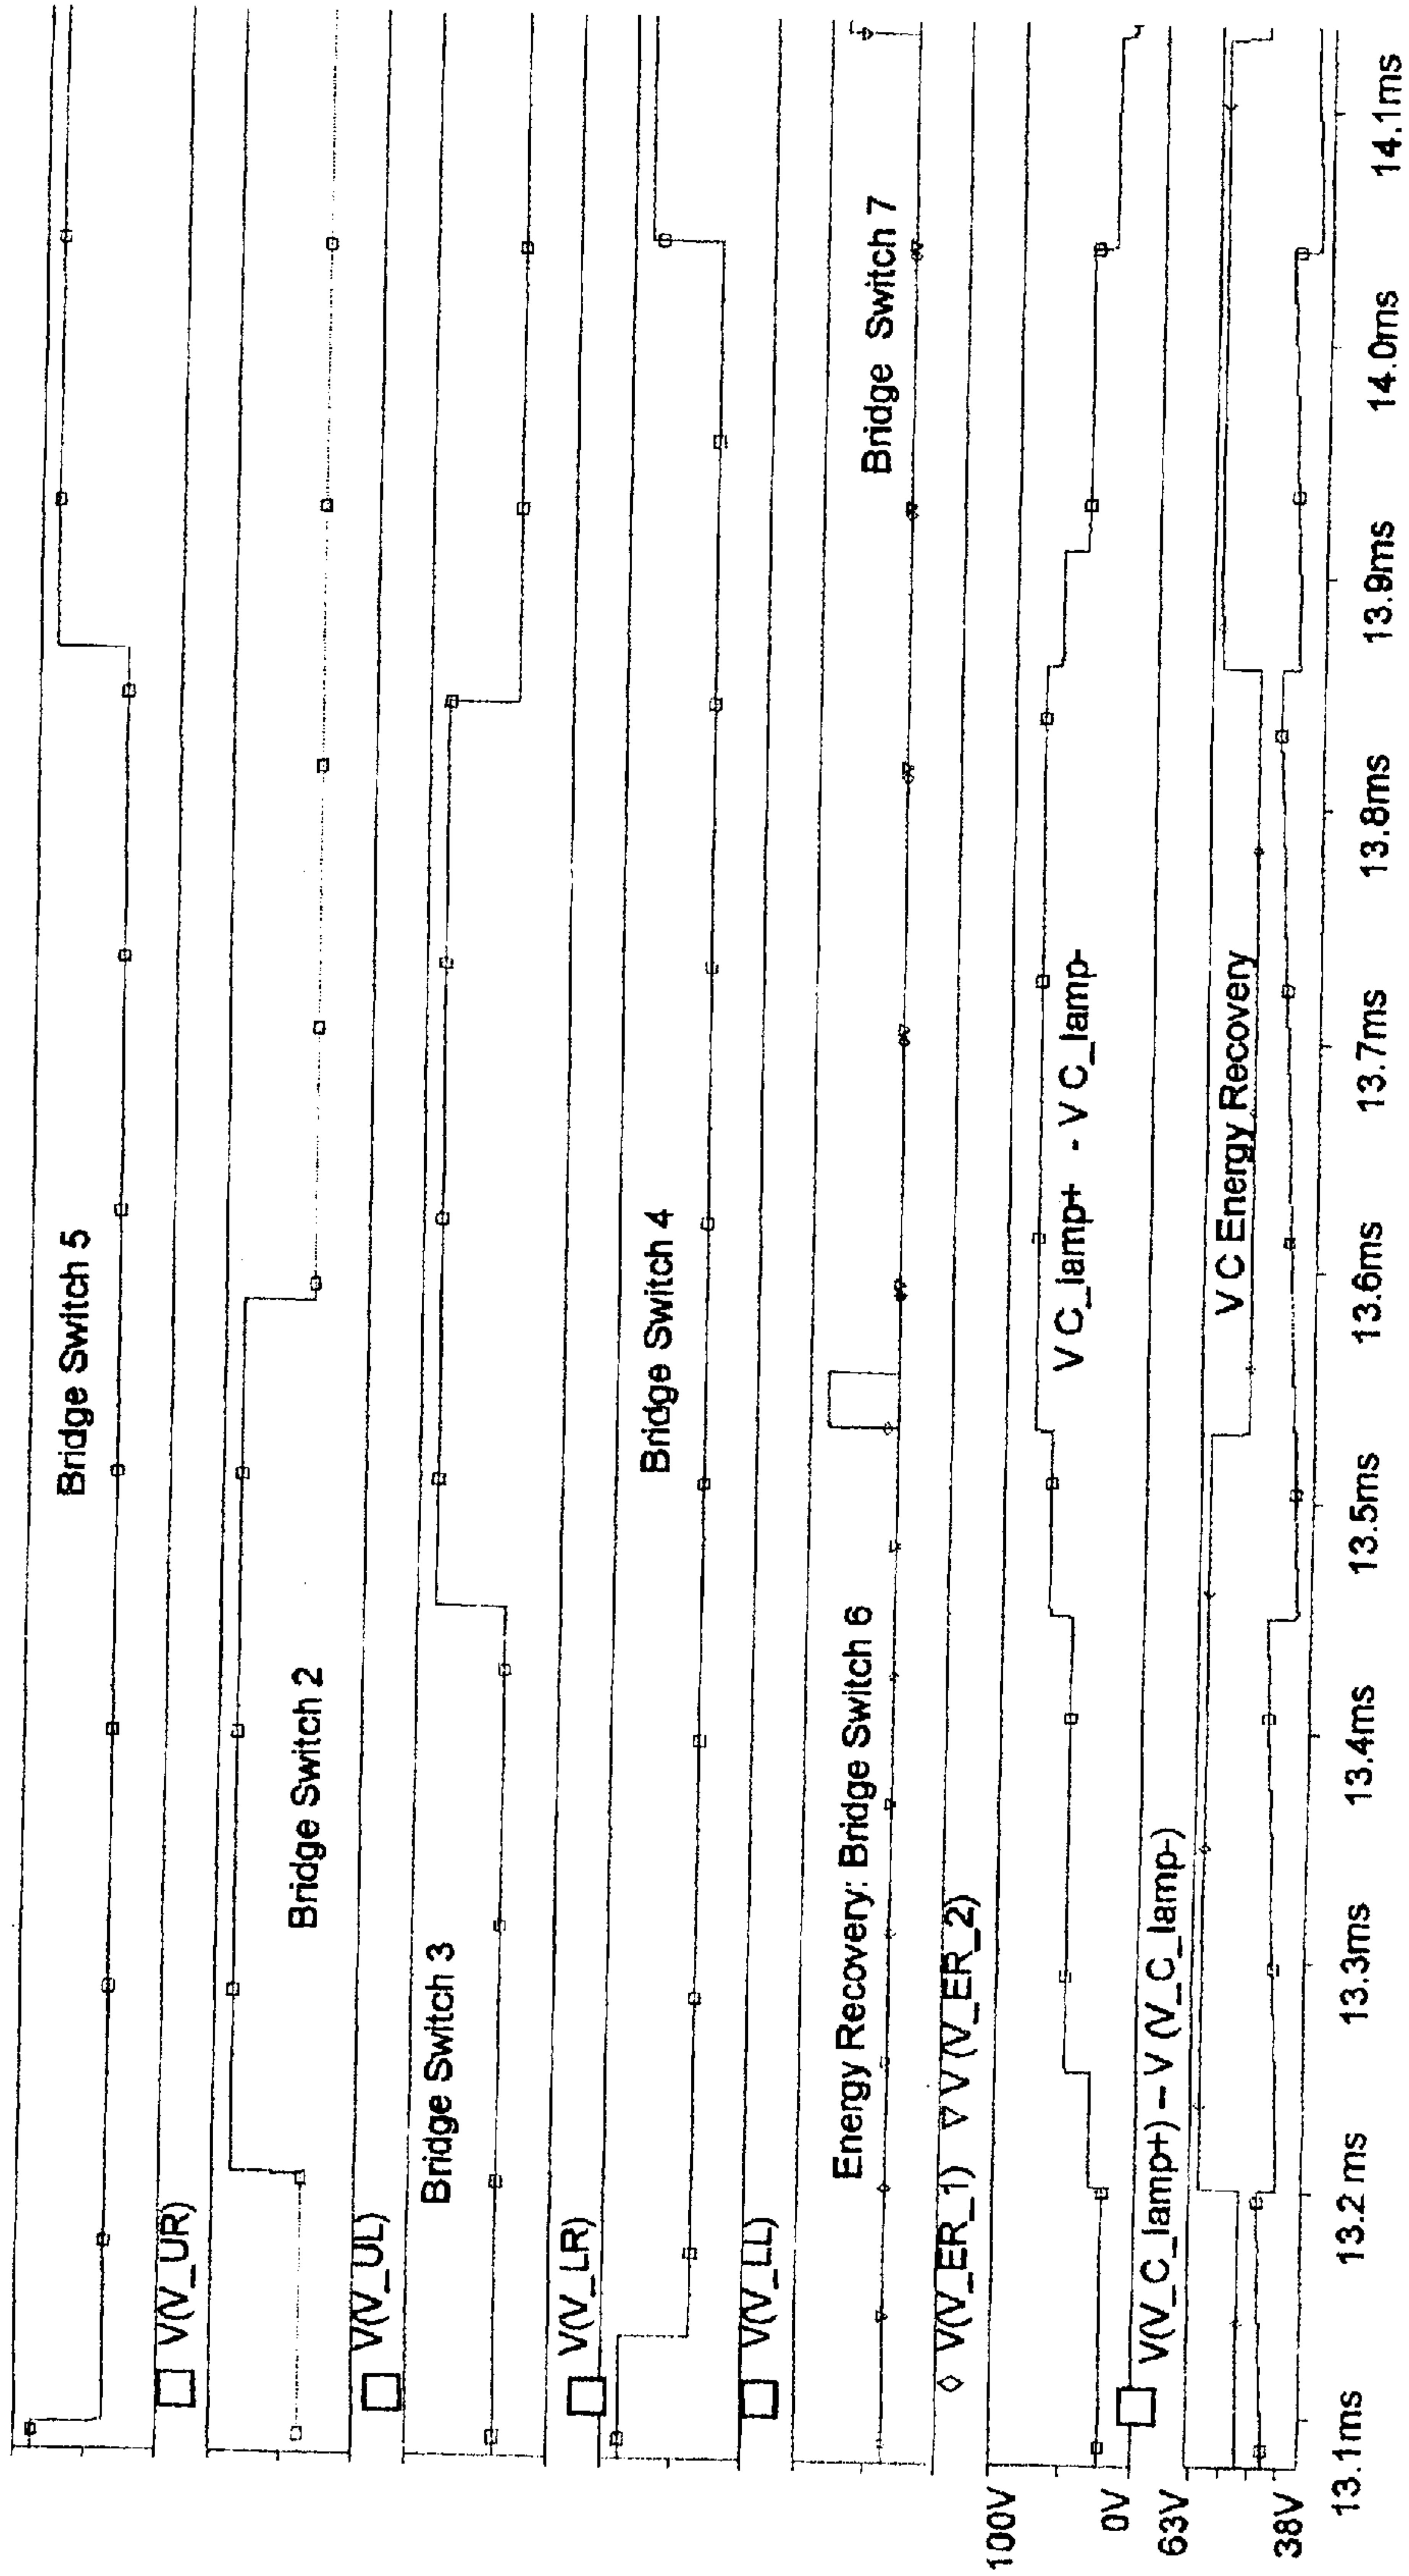 Bridge Switch 5
□ V(V_UR)
Bridge Switch 2
□ V(V_UL)
Bridge Switch 3
□ V(V_LR)
Bridge Switch 4
□ V(V_LL)
Energy Recovery: Bridge Switch 6
Bridge Switch 7
◇ V(V_ER_1) ▽ V(V_ER_2)
100V
V C_lamp+ - V C_lamp-
0V
□ V(V_C_lamp+) – V (V_C_lamp-)
63V
V C Energy Recovery
38V
13.1ms 13.2 ms 13.3ms 13.4ms 13.5ms 13.6ms 13.7ms 13.8ms 13.9ms 14.0ms 14.1ms